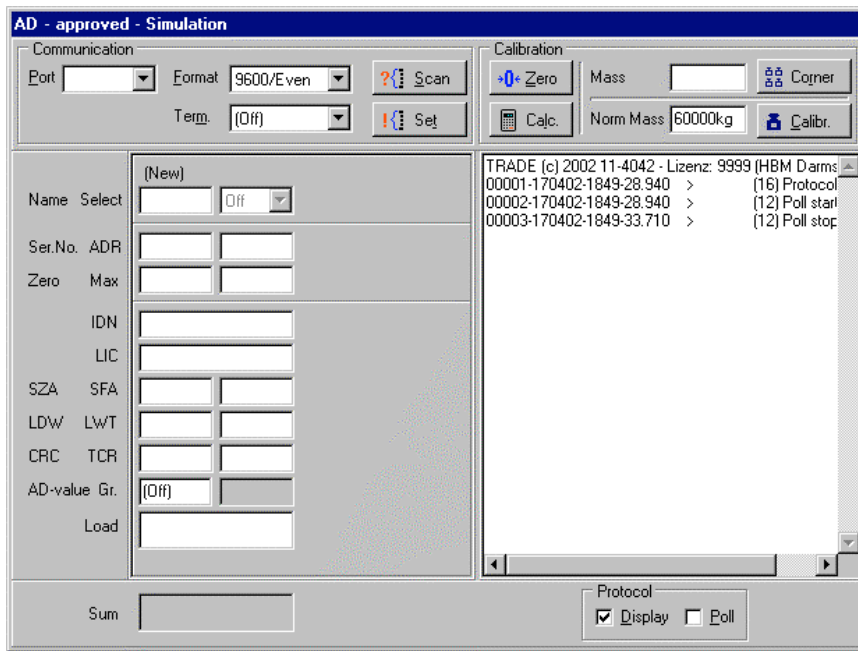 AD - approved - Simulation
Communication
Port
Format 9600/Even
Scan
Term. (Off)
Set
Calibration
Zero
Mass
Corner
Calc.
Norm Mass 60000kg
Calibr.
(New)
Name Select Off
Ser.No. ADR
Zero Max
IDN
LIC
SZA SFA
LDW LWT
CRC TCR
AD-value Gr. (Off)
Load
TRADE (c) 2002 11-4042 - Lizenz: 9999 (HBM Darms
00001-170402-1849-28.940 > (16) Protocol
00002-170402-1849-28.940 > (12) Poll start
00003-170402-1849-33.710 > (12) Poll stop
Sum
Protocol
Display Poll